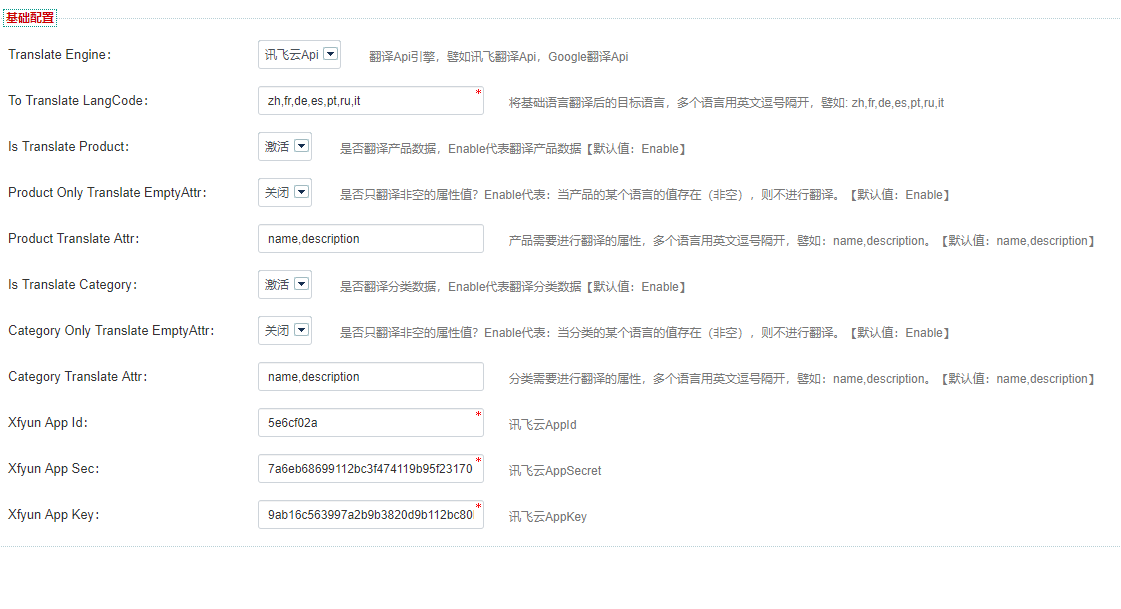 基础配置
Translate Engine: 讯飞云Api 翻译Api引擎，譬如讯飞翻译Api，Google翻译Api
To Translate LangCode: zh,fr,de,es,pt,ru,it * 将基础语言翻译后的目标语言，多个语言用英文逗号隔开，譬如: zh,fr,de,es,pt,ru,it
Is Translate Product: 激活 是否翻译产品数据，Enable代表翻译产品数据【默认值：Enable】
Product Only Translate EmptyAttr: 关闭 是否只翻译非空的属性值？Enable代表：当产品的某个语言的值存在（非空），则不进行翻译。【默认值：Enable】
Product Translate Attr: name,description 产品需要进行翻译的属性，多个语言用英文逗号隔开，譬如：name,description。【默认值：name,description】
Is Translate Category: 激活 是否翻译分类数据，Enable代表翻译分类数据【默认值：Enable】
Category Only Translate EmptyAttr: 关闭 是否只翻译非空的属性值？Enable代表：当分类的某个语言的值存在（非空），则不进行翻译。【默认值：Enable】
Category Translate Attr: name,description 分类需要进行翻译的属性，多个语言用英文逗号隔开，譬如：name,description。【默认值：name,description】
Xfyun App Id: 5e6cf02a * 讯飞云AppId
Xfyun App Sec: 7a6eb68699112bc3f474119b95f23170 * 讯飞云AppSecret
Xfyun App Key: 9ab16c563997a2b9b3820d9b112bc80 * 讯飞云AppKey